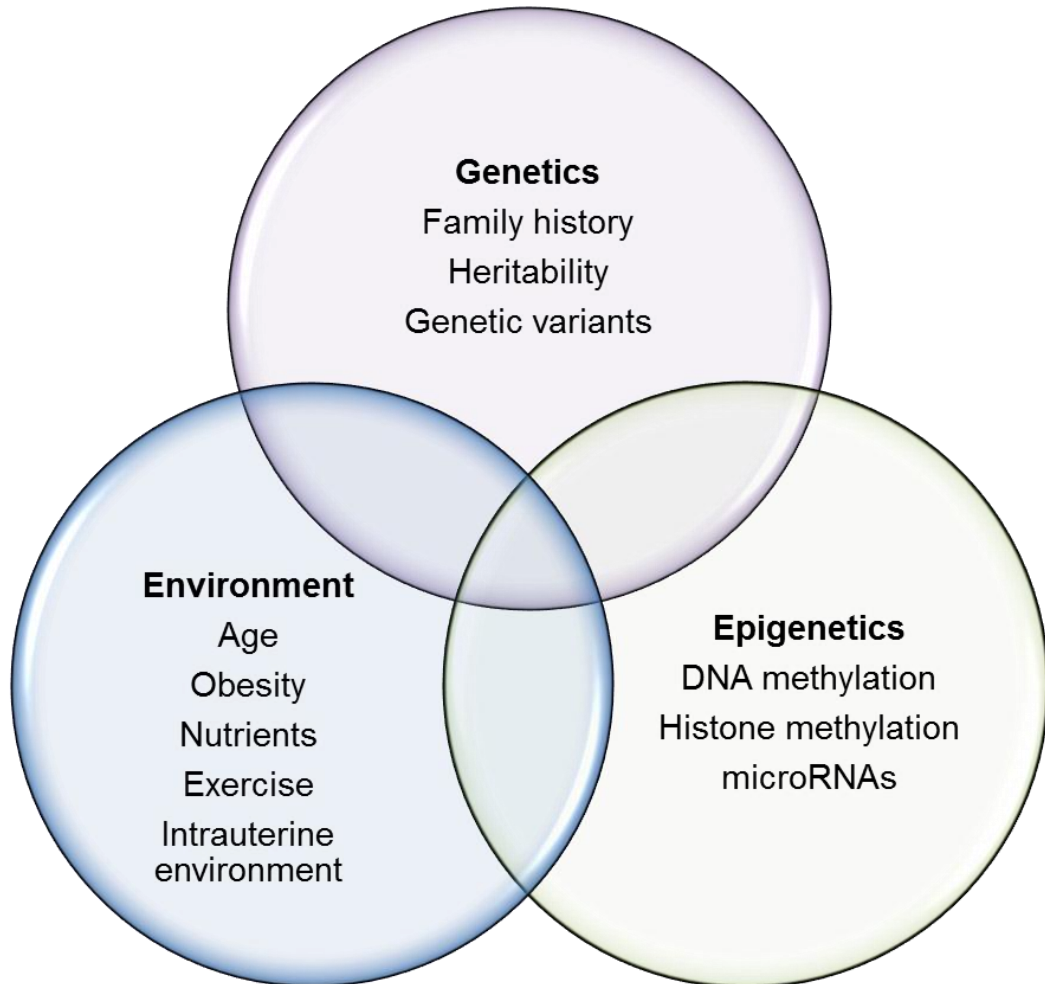 Genetics
Family history
Heritability
Genetic variants
Environment
Age
Obesity
Nutrients
Exercise
Intrauterine
environment
Epigenetics
DNA methylation
Histone methylation
microRNAs